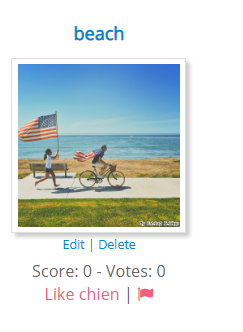 beach
Edit | Delete
Score: 0 - Votes: 0
Like chien |